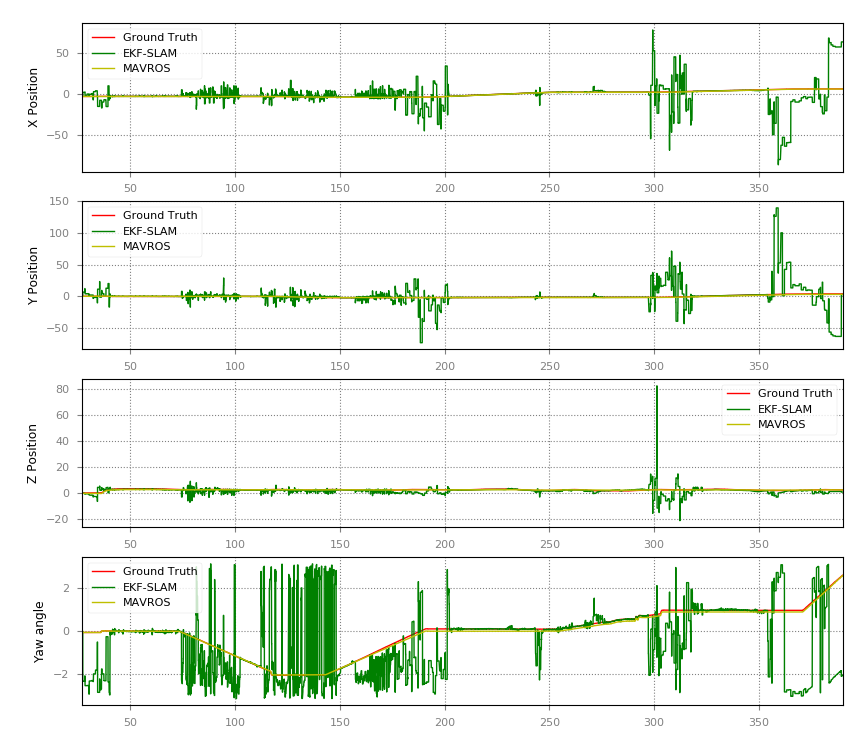 X Position
Ground Truth
EKF-SLAM
MAVROS
50
0
−50
50 100 150 200 250 300 350
Y Position
Ground Truth
EKF-SLAM
MAVROS
150
100
50
0
−50
50 100 150 200 250 300 350
Z Position
Ground Truth
EKF-SLAM
MAVROS
80
60
40
20
0
−20
50 100 150 200 250 300 350
Yaw angle
Ground Truth
EKF-SLAM
MAVROS
2
0
−2
50 100 150 200 250 300 350